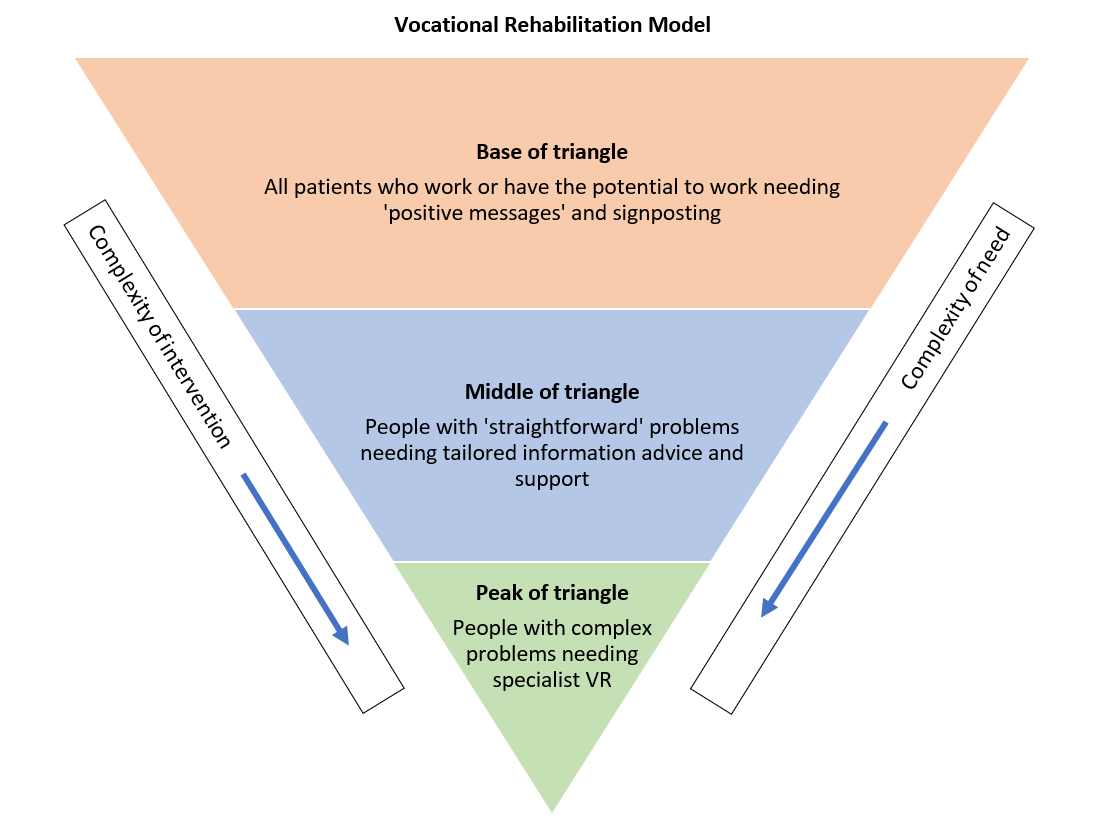 Vocational Rehabilitation Model
Base of triangle
All patients who work or have the potential to work needing
'positive messages' and signposting
Complexity of intervention
Complexity of need
Middle of triangle
People with 'straightforward' problems
needing tailored information advice and
support
Peak of triangle
People with complex
problems needing
specialist VR